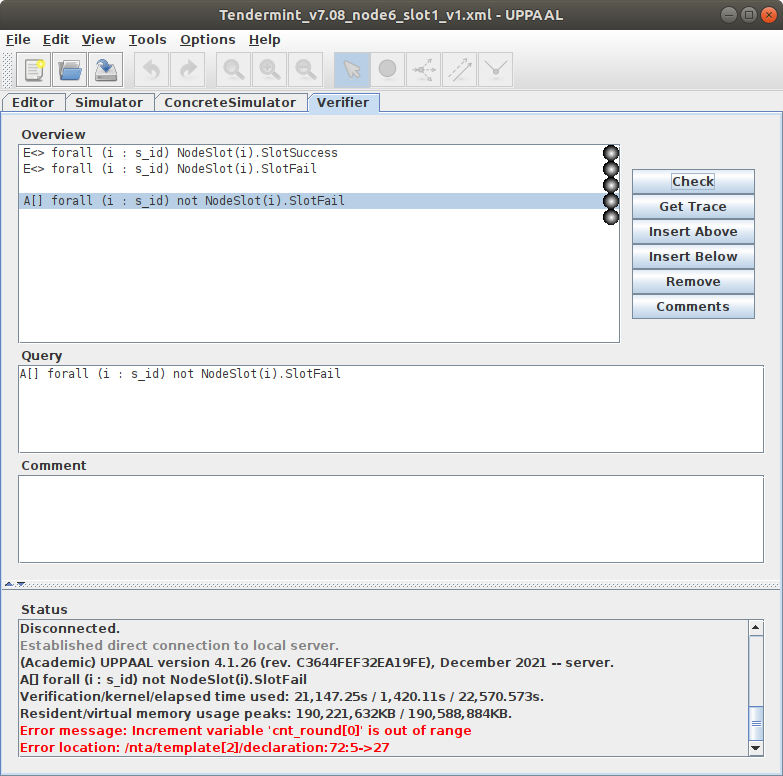 Tendermint_v7.08_node6_slot1_v1.xml - UPPAAL
File Edit View Tools Options Help
Editor Simulator ConcreteSimulator Verifier
Overview
E<> forall (i : s_id) NodeSlot(i).SlotSuccess
E<> forall (i : s_id) NodeSlot(i).SlotFail
A[] forall (i : s_id) not NodeSlot(i).SlotFail
Check
Get Trace
Insert Above
Insert Below
Remove
Comments
Query
A[] forall (i : s_id) not NodeSlot(i).SlotFail
Comment
Status
Disconnected.
Established direct connection to local server.
(Academic) UPPAAL version 4.1.26 (rev. C3644FEF32EA19FE), December 2021 -- server.
A[] forall (i : s_id) not NodeSlot(i).SlotFail
Verification/kernel/elapsed time used: 21,147.25s / 1,420.11s / 22,570.573s.
Resident/virtual memory usage peaks: 190,221,632KB / 190,588,884KB.
Error message: Increment variable 'cnt_round[0]' is out of range
Error location: /nta/template[2]/declaration:72:5->27